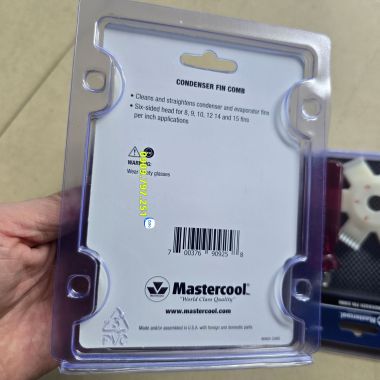 CONDENSER FIN COMB
• Cleans and straightens condenser and evaporator fins
• Six-sided head for 8, 9, 10, 12 14 and 15 fins
per inch applications
WARNING:
Wear safety glasses
7 00376 90925 8
Mastercool
"World Class Quality"
www.mastercool.com
Made and/or assembled in U.S.A. with foreign and domestic parts.
3
PVC